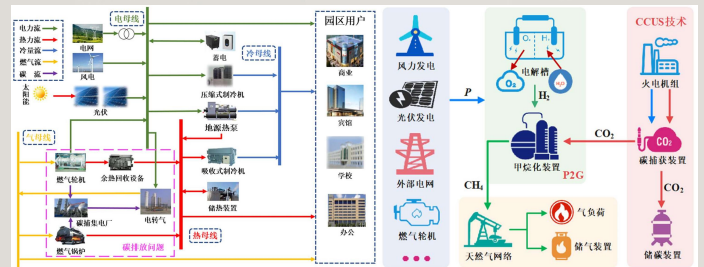 电力流
热力流
冷量流
燃气流
碳 流
电母线
电网
风电
太阳能
光伏
蓄电
冷母线
压缩式制冷机
地源热泵
吸收式制冷机
储热装置
热母线
气母线
燃气轮机
余热回收设备
碳捕集电厂
电转气
燃气锅炉
碳排放问题
园区用户
商业
宾馆
学校
办公
风力发电
光伏发电
外部电网
燃气轮机
P
O₂
H₂
电解槽
O₂
H₂O
H₂
甲烷化装置
P2G
CH₄
CO₂
天然气网络
气负荷
储气装置
CCUS技术
火电机组
CO₂
碳捕获装置
CO₂
储碳装置